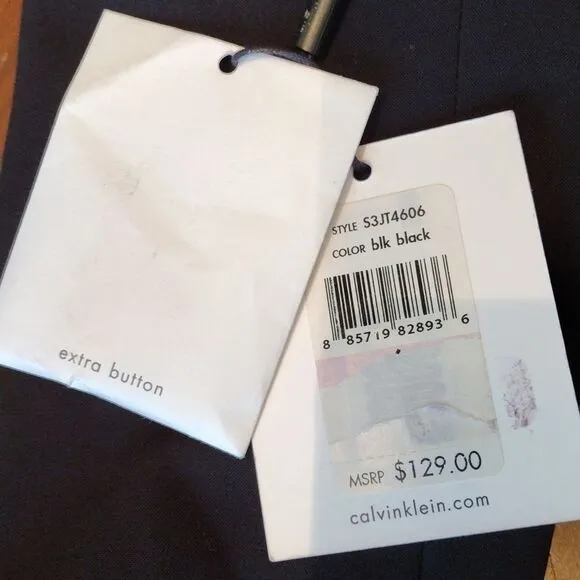 extra button
STYLE S3JT4606
COLOR blk black
8 85719 82893 6
MSRP $129.00
calvinklein.com